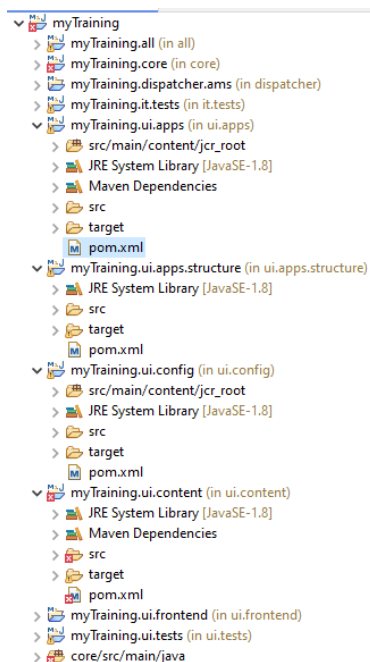 myTraining
myTraining.all (in all)
myTraining.core (in core)
myTraining.dispatcher.ams (in dispatcher)
myTraining.it.tests (in it.tests)
myTraining.ui.apps (in ui.apps)
src/main/content/jcr_root
JRE System Library [JavaSE-1.8]
Maven Dependencies
src
target
pom.xml
myTraining.ui.apps.structure (in ui.apps.structure)
JRE System Library [JavaSE-1.8]
src
target
pom.xml
myTraining.ui.config (in ui.config)
src/main/content/jcr_root
JRE System Library [JavaSE-1.8]
src
target
pom.xml
myTraining.ui.content (in ui.content)
JRE System Library [JavaSE-1.8]
Maven Dependencies
src
target
pom.xml
myTraining.ui.frontend (in ui.frontend)
myTraining.ui.tests (in ui.tests)
core/src/main/java